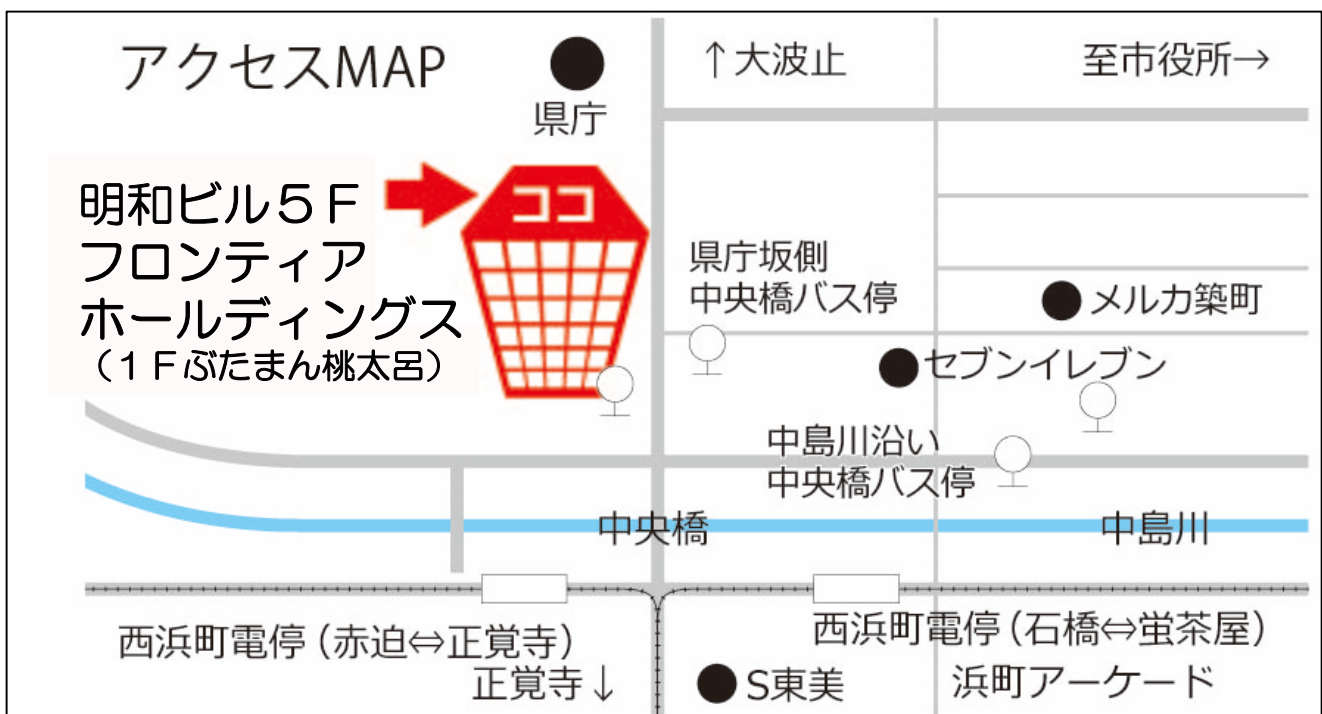 アクセスMAP
県庁
↑大波止
至市役所→
明和ビル５Ｆ
フロンティア
ホールディングス
（１Ｆぶたまん桃太呂）
ココ
県庁坂側
中央橋バス停
メルカ築町
セブンイレブン
中島川沿い
中央橋バス停
中央橋
中島川
西浜町電停（赤迫⇔正覚寺）
正覚寺↓
西浜町電停（石橋⇔蛍茶屋）
S東美
浜町アーケード